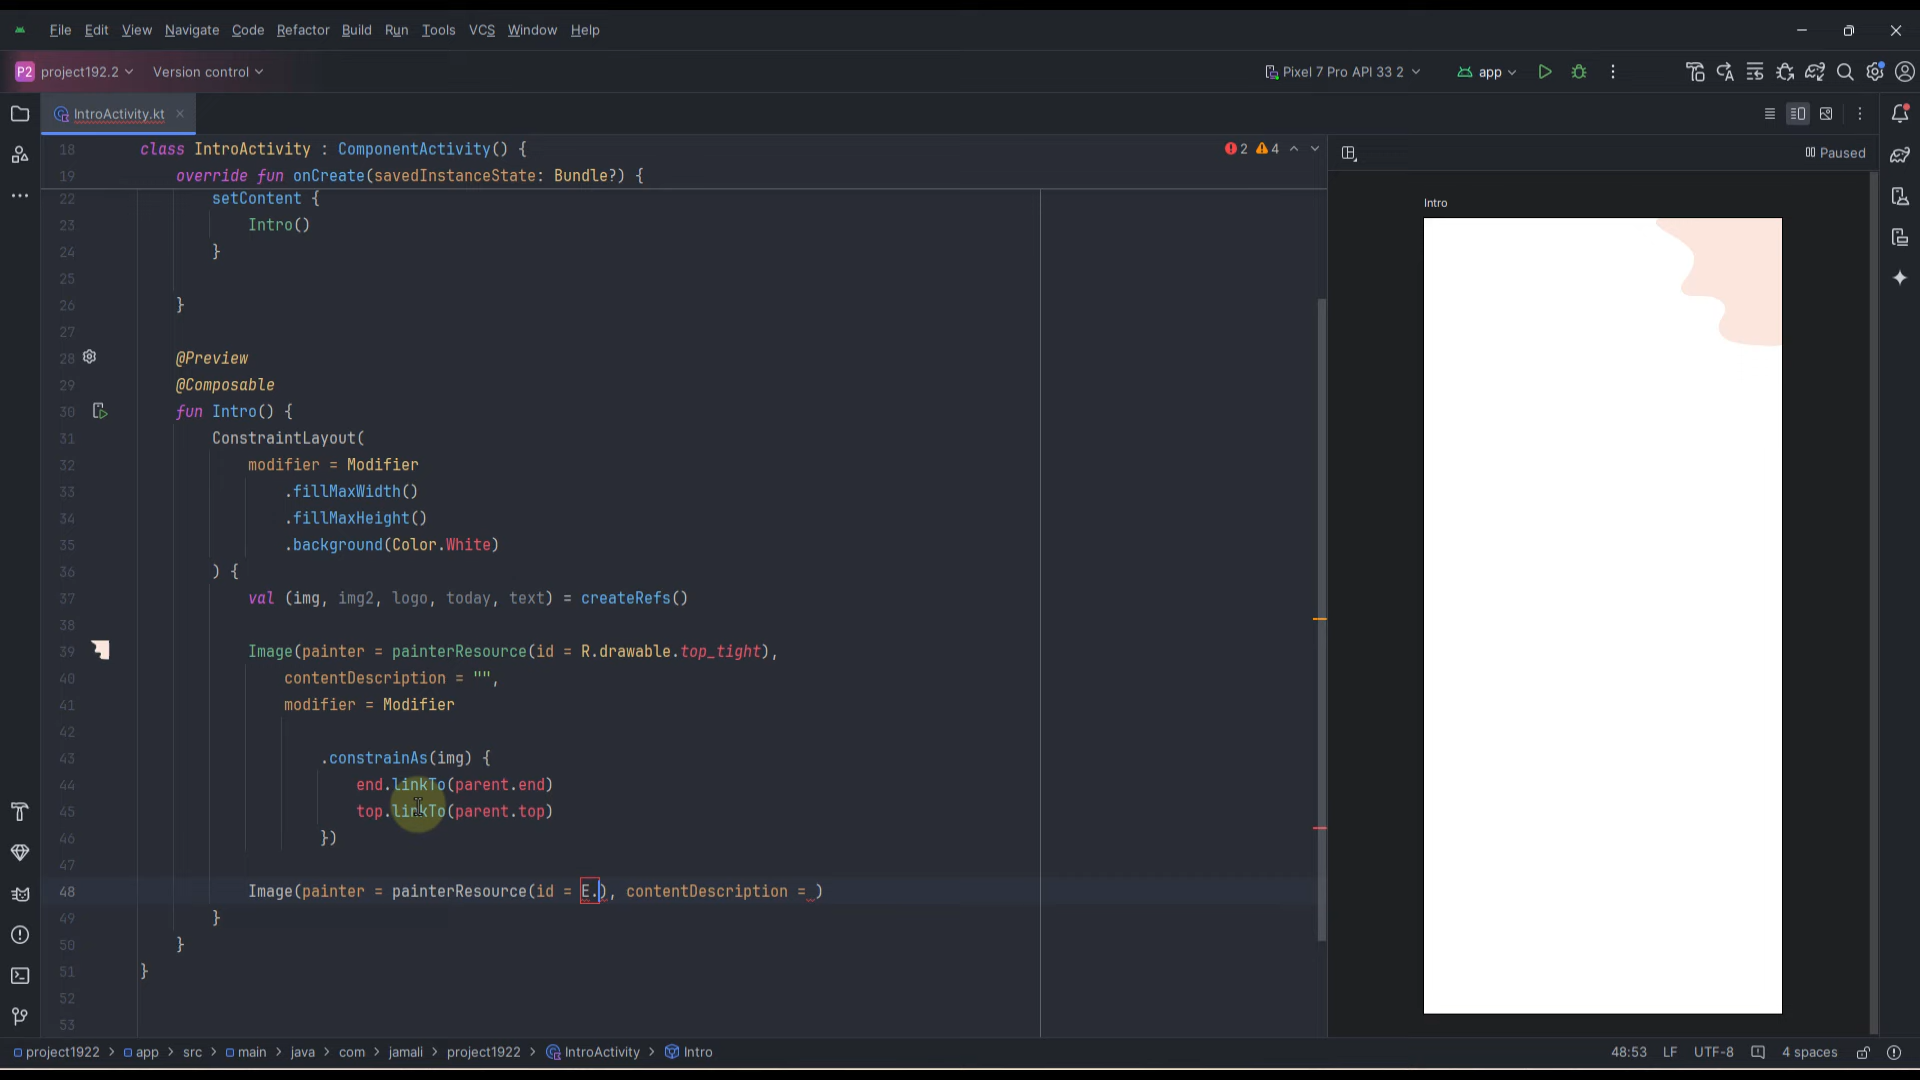 File Edit View Navigate Code Refactor Build Run Tools VCS Window Help
P2 project192.2 Version control Pixel 7 Pro API 33 2 app
IntroActivity.kt
18 class IntroActivity : ComponentActivity() { 2 4
19 override fun onCreate(savedInstanceState: Bundle?) {
Paused
22 setContent {
23 Intro()
24 }
25
26 }
27
28 @Preview
29 @Composable
30 fun Intro() {
31 ConstraintLayout(
32 modifier = Modifier
33 .fillMaxWidth()
34 .fillMaxHeight()
35 .background(Color.White)
36 ) {
37 val (img, img2, logo, today, text) = createRefs()
38
39 Image(painter = painterResource(id = R.drawable.top_tight),
40 contentDescription = "",
41 modifier = Modifier
42
43 .constrainAs(img) {
44 end.linkTo(parent.end)
45 top.linkTo(parent.top)
46 })
47
48 Image(painter = painterResource(id = E.), contentDescription = )
49 }
50 }
51 }
52
53
Intro
project1922 > app > src > main > java > com > jamali > project1922 > IntroActivity > Intro 48:53 LF UTF-8 4 spaces